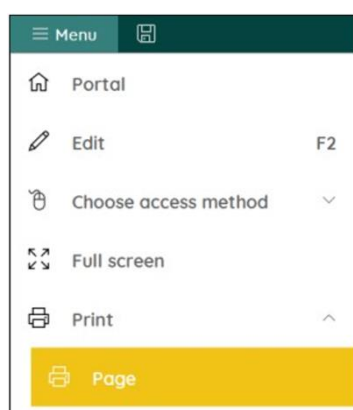 Menu
Portal
Edit F2
Choose access method
Full screen
Print
Page